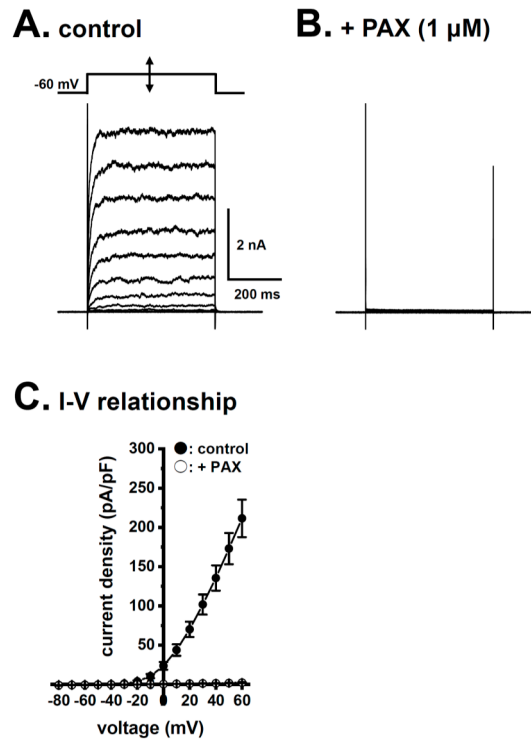 A. control
B. + PAX (1 µM)
-60 mV
2 nA
200 ms
C. I-V relationship
●: control
○: + PAX
300
250
200
150
100
50
current density (pA/pF)
-80 -60 -40 -20 0 20 40 60
voltage (mV)